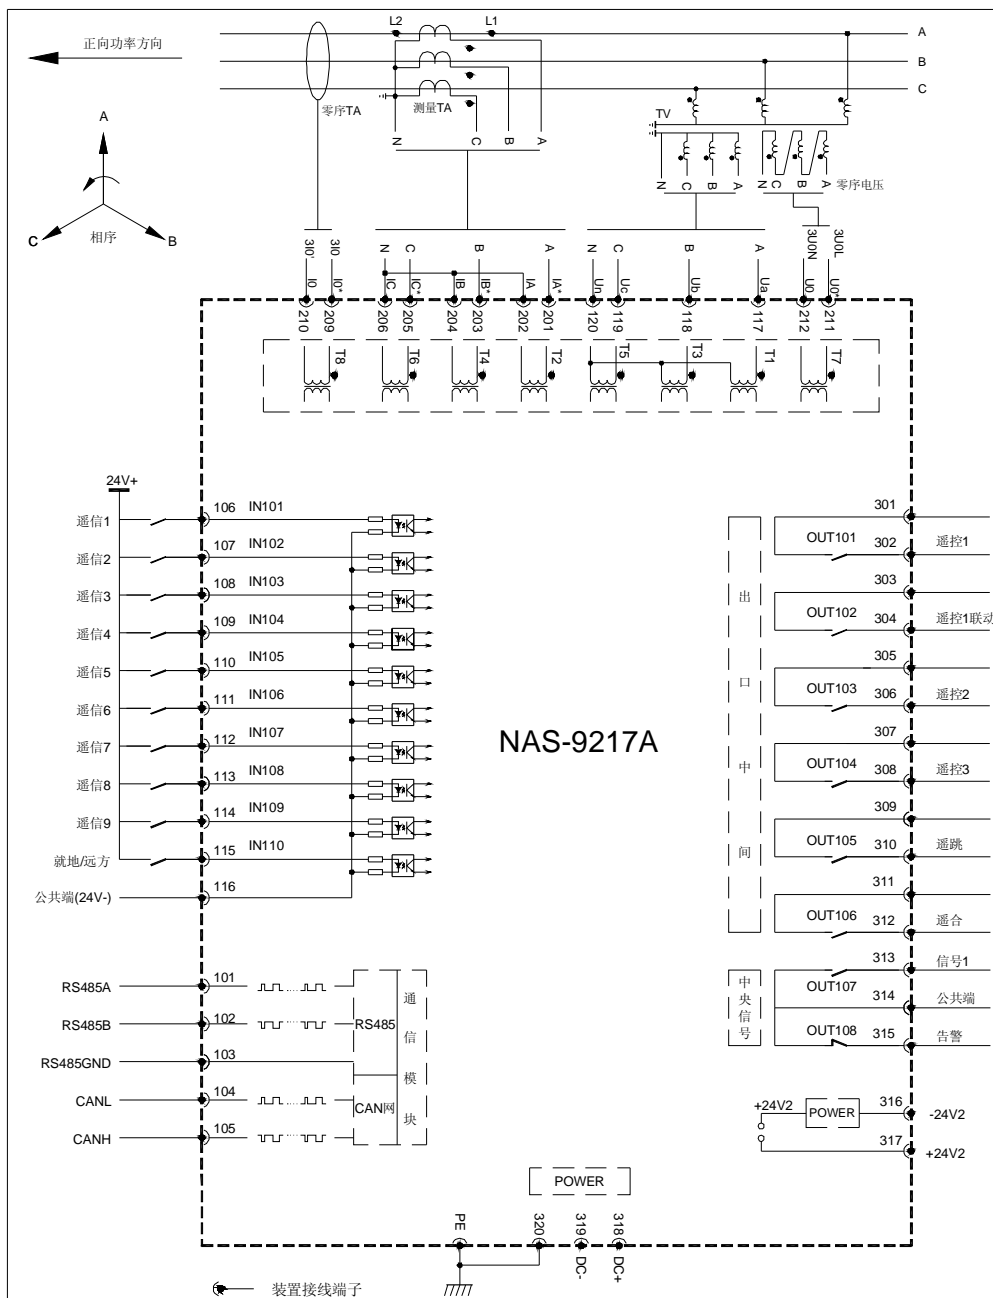 正向功率方向
L2
L1
A
B
C
零序TA
测量TA
N
C
B
A
TV
N
C
B
A
N
C
B
A
零序电压
A
C
B
相序
3I0'
3I0
N
C
B
A
N
C
B
A
3U0N
3U0L
I0
I0*
IC
IC*
IB
IB*
IA
IA*
Un
Uc
Ub
Ua
U0
U0*
210
209
206
205
204
203
202
201
120
119
118
117
212
211
T8
T6
T4
T2
T5
T3
T1
T7
24V+
遥信1
106
IN101
遥信2
107
IN102
遥信3
108
IN103
遥信4
109
IN104
遥信5
110
IN105
遥信6
111
IN106
遥信7
112
IN107
遥信8
113
IN108
遥信9
114
IN109
就地/远方
115
IN110
公共端(24V-)
116
NAS-9217A
出口中间
301
OUT101
302
遥控1
303
OUT102
304
遥控1联动
305
OUT103
306
遥控2
307
OUT104
308
遥控3
309
OUT105
310
遥跳
311
OUT106
312
遥合
中央信号
313
信号1
OUT107
314
公共端
OUT108
315
告警
RS485A
101
RS485B
102
RS485GND
103
CANL
104
CANH
105
RS485
CAN网
通信模块
+24V2
POWER
316
-24V2
317
+24V2
POWER
PE
320
319
318
DC-
DC+
装置接线端子